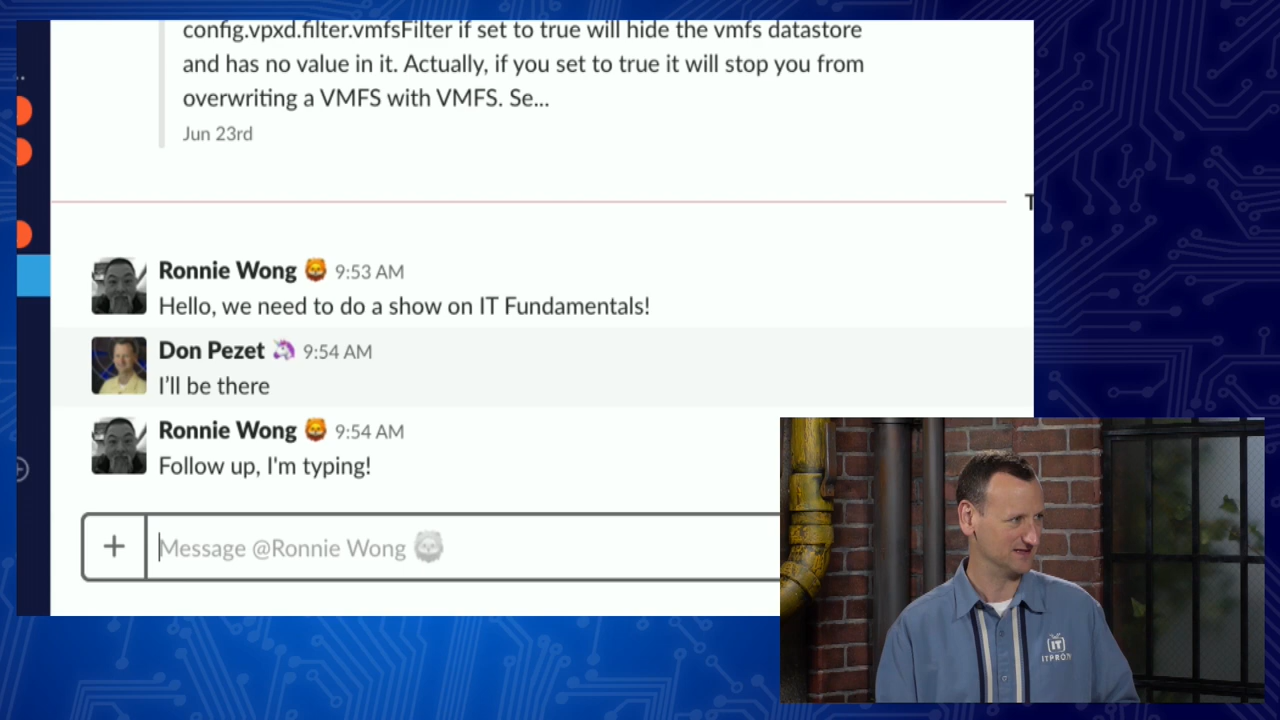 config.vpxd.filter.vmfsFilter if set to true will hide the vmfs datastore
and has no value in it. Actually, if you set to true it will stop you from
overwriting a VMFS with VMFS. Se...
Jun 23rd
T
Ronnie Wong 9:53 AM
Hello, we need to do a show on IT Fundamentals!
Don Pezet 9:54 AM
I'll be there
Ronnie Wong 9:54 AM
Follow up, I'm typing!
Message @Ronnie Wong
IT
ITPROTV